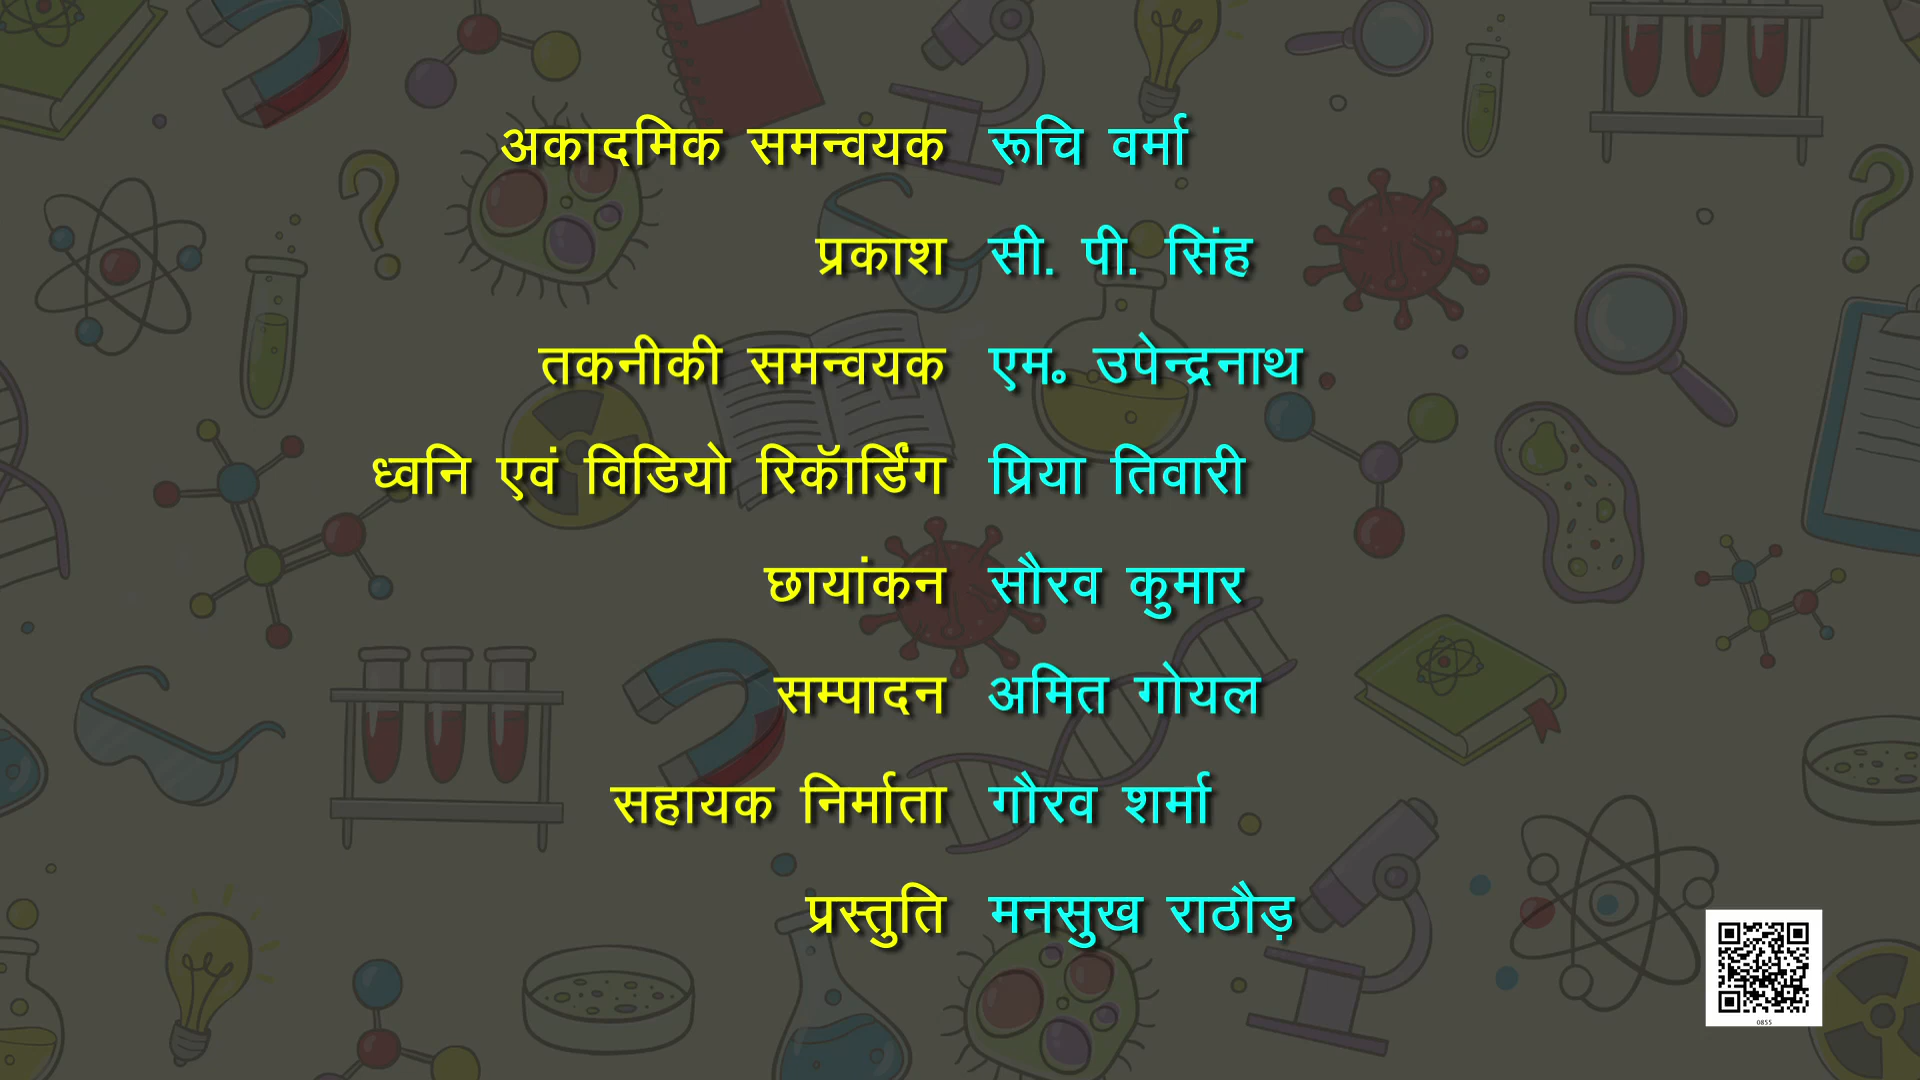 अकादमिक समन्वयक रूचि वर्मा
प्रकाश सी. पी. सिंह
तकनीकी समन्वयक एम॰ उपेन्द्रनाथ
ध्वनि एवं विडियो रिकॅार्डिंग प्रिया तिवारी
छायांकन सौरव कुमार
सम्पादन अमित गोयल
सहायक निर्माता गौरव शर्मा
प्रस्तुति मनसुख राठौड़
0855